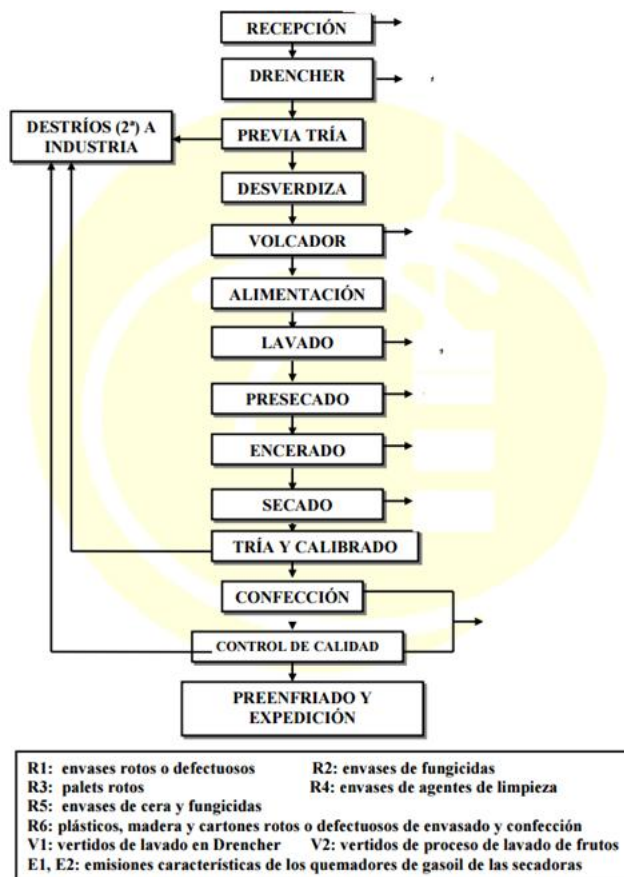 RECEPCIÓN
DRENCHER
DESTRÍOS (2ª) A
INDUSTRIA
PREVIA TRÍA
DESVERDIZA
VOLCADOR
ALIMENTACIÓN
LAVADO
PRESECADO
ENCERADO
SECADO
TRÍA Y CALIBRADO
CONFECCIÓN
CONTROL DE CALIDAD
PREENFRIADO Y
EXPEDICIÓN
R1: envases rotos o defectuosos R2: envases de fungicidas
R3: palets rotos R4: envases de agentes de limpieza
R5: envases de cera y fungicidas
R6: plásticos, madera y cartones rotos o defectuosos de envasado y confección
V1: vertidos de lavado en Drencher V2: vertidos de proceso de lavado de frutos
E1, E2: emisiones características de los quemadores de gasoil de las secadoras